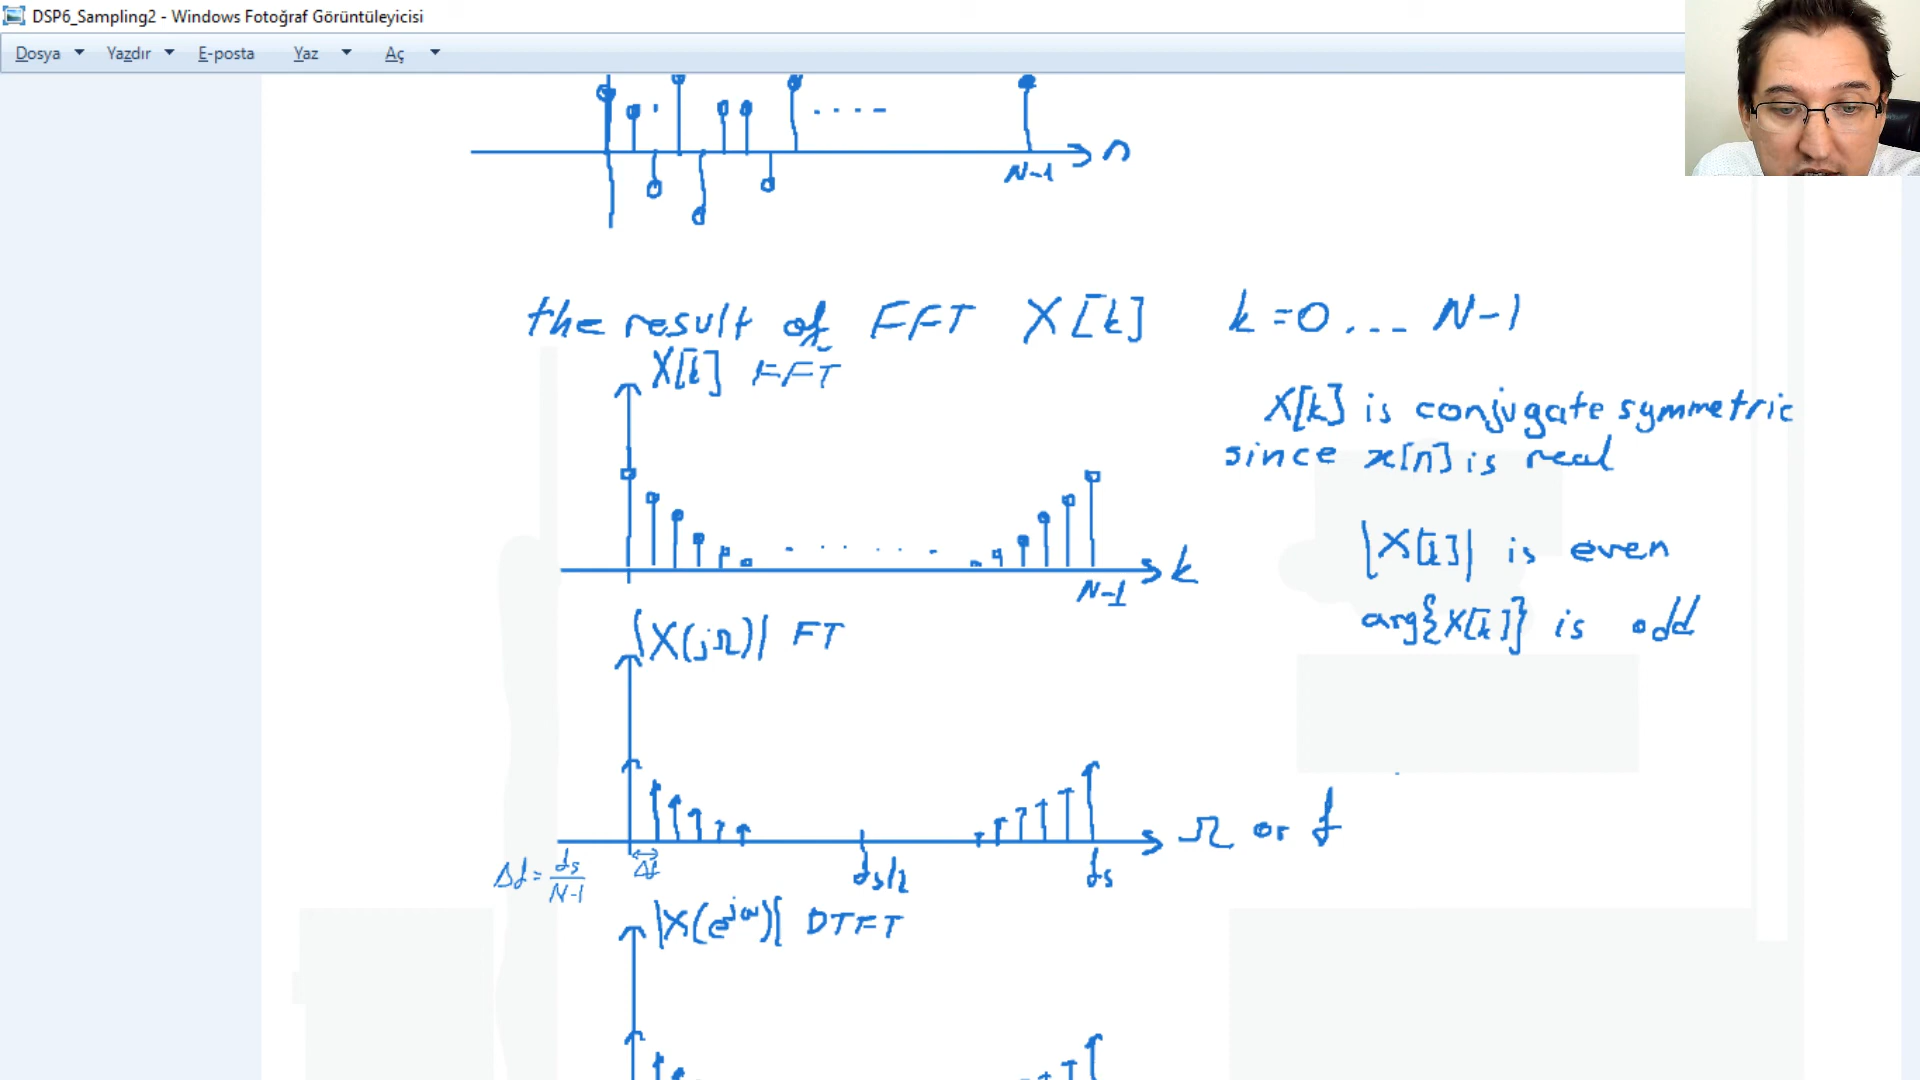 DSP6_Sampling2 - Windows Fotoğraf Görüntüleyicisi
Dosya Yazdır E-posta Yaz Aç
n
N-1
the result of FFT X[k] k=0... N-1
X[k] FFT
X[k] is conjugate symmetric
since x[n] is real
|X[k]| is even
k
N-1
arg{X[k]} is odd
|X(jΩ)| FT
Ω or f
Δf = fs/N-1
Δf
fs/2
fs
|X(e^jω)| DTFT